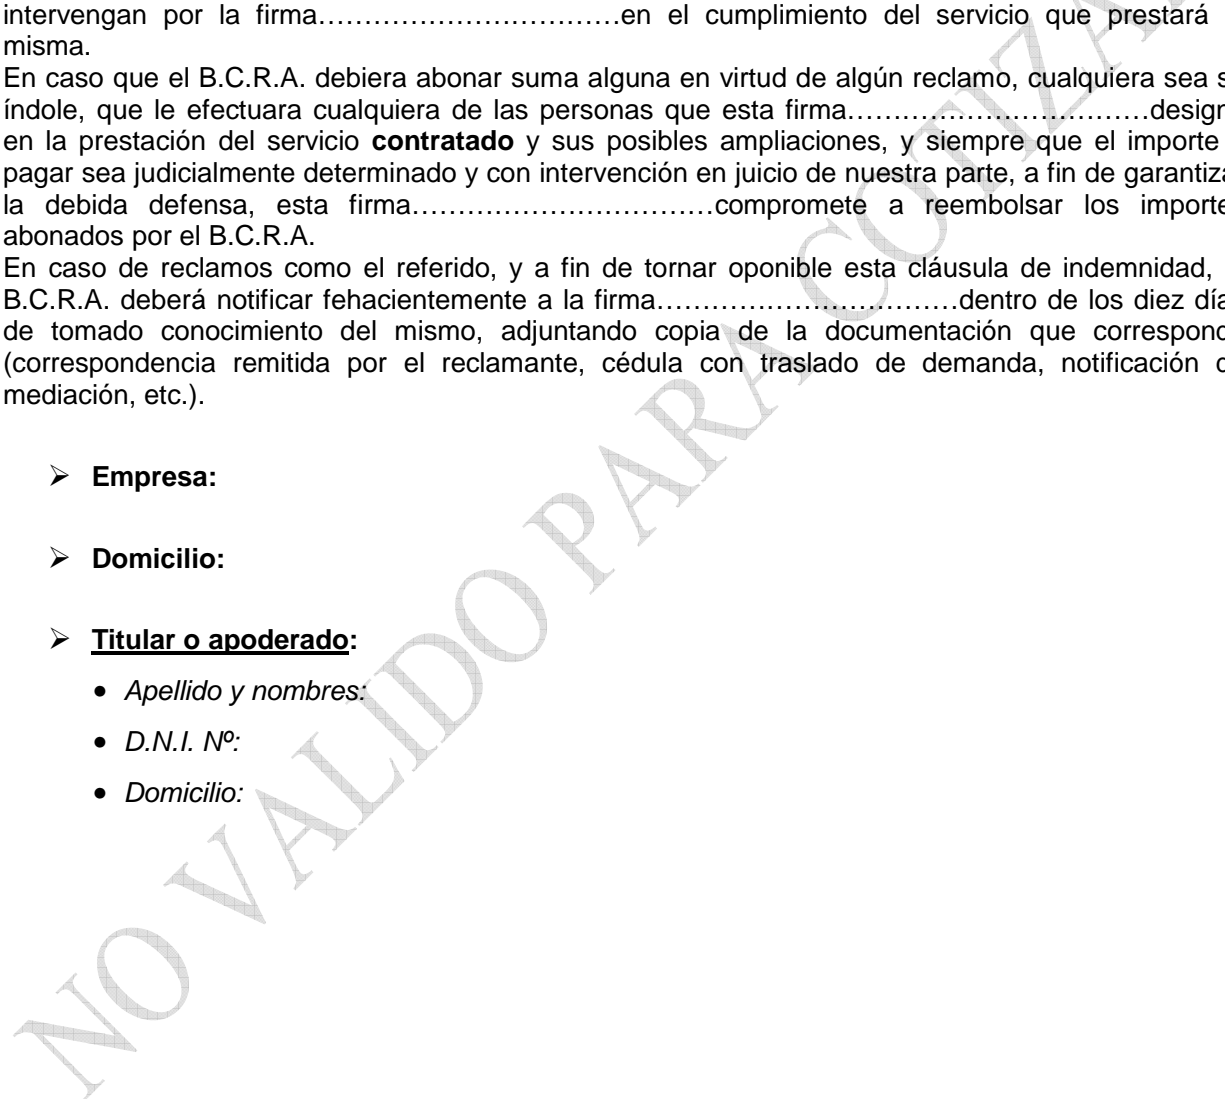 intervengan por la firma……………………………en el cumplimiento del servicio que prestará
misma.
En caso que el B.C.R.A. debiera abonar suma alguna en virtud de algún reclamo, cualquiera sea s
índole, que le efectuara cualquiera de las personas que esta firma……………………………design
en la prestación del servicio contratado y sus posibles ampliaciones, y siempre que el importe
pagar sea judicialmente determinado y con intervención en juicio de nuestra parte, a fin de garantiza
la debida defensa, esta firma……………………………compromete a reembolsar los importe
abonados por el B.C.R.A.
En caso de reclamos como el referido, y a fin de tornar oponible esta cláusula de indemnidad,
B.C.R.A. deberá notificar fehacientemente a la firma……………………………dentro de los diez día
de tomado conocimiento del mismo, adjuntando copia de la documentación que correspond
(correspondencia remitida por el reclamante, cédula con traslado de demanda, notificación d
mediación, etc.).
➢ Empresa:
➢ Domicilio:
➢ Titular o apoderado:
• Apellido y nombres:
• D.N.I. Nº:
• Domicilio:
NO VALIDO PARA COTIZA